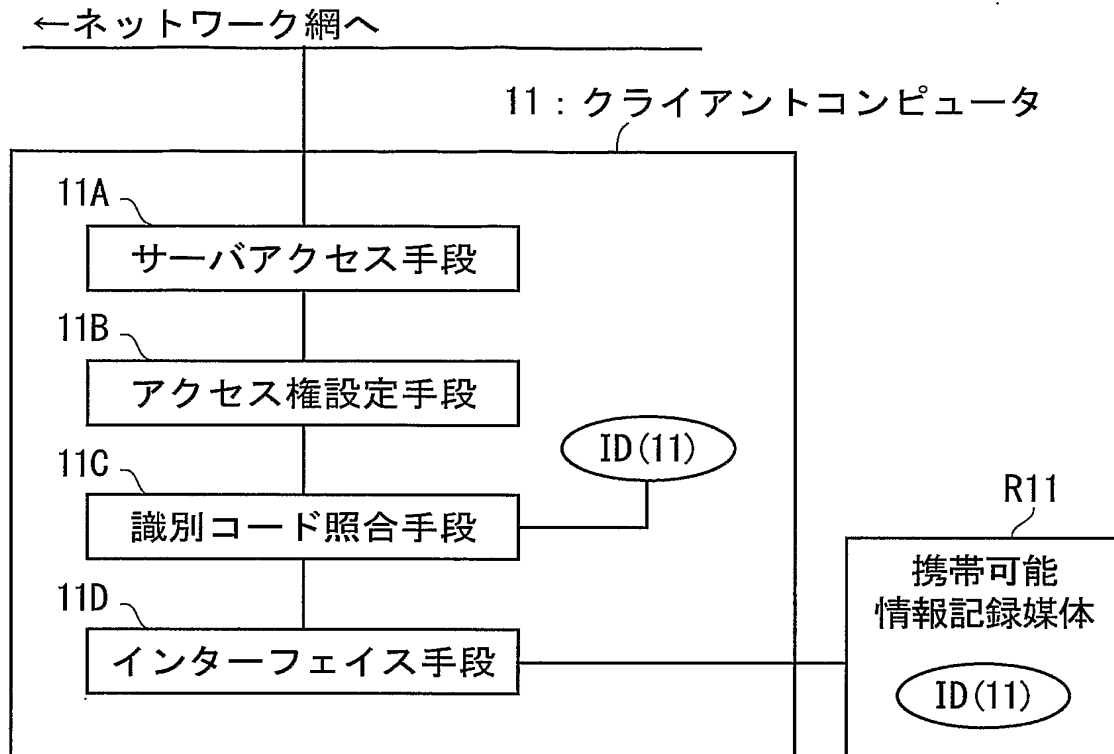 ←ネットワーク網へ
11：クライアントコンピュータ
11A
サーバアクセス手段
11B
アクセス権設定手段
ID(11)
11C
識別コード照合手段
R11
携帯可能
情報記録媒体
11D
インターフェイス手段
ID(11)